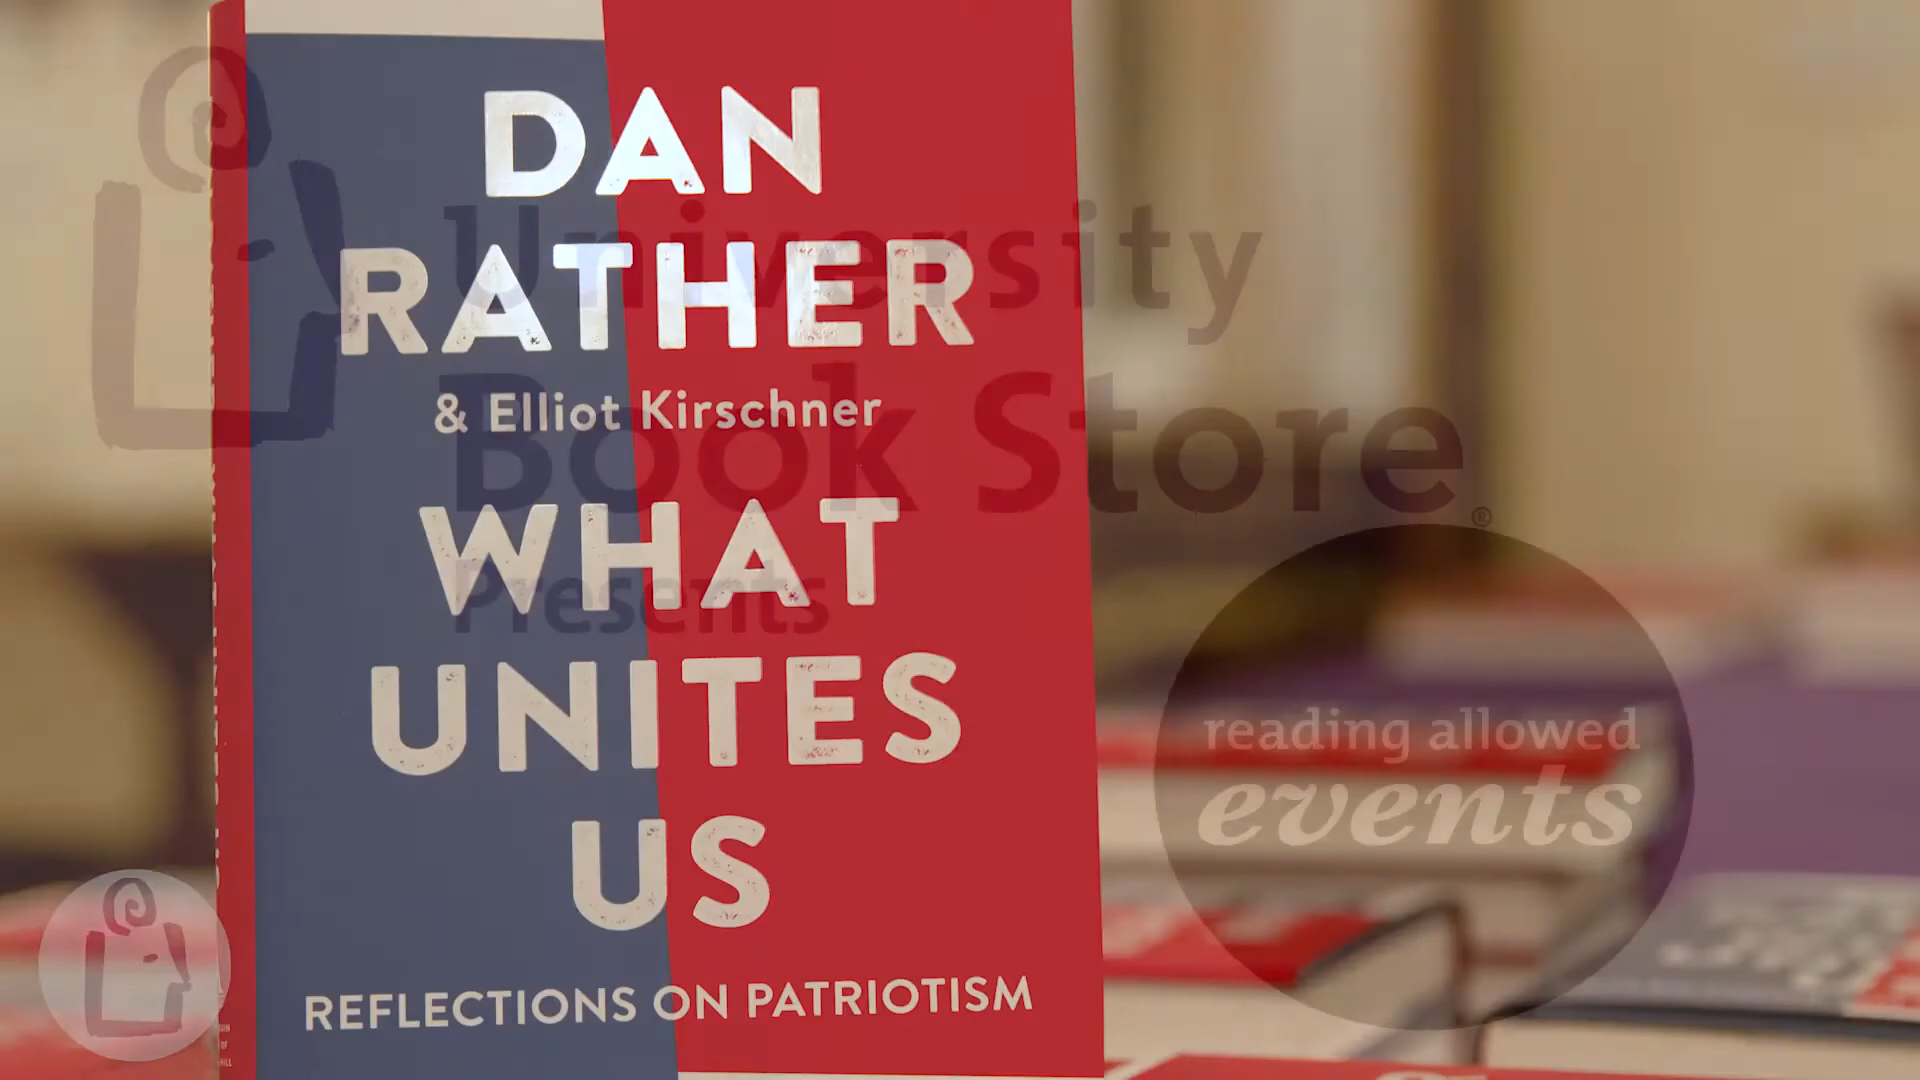 DAN
RATHER
& Elliot Kirschner
WHAT
UNITES
US
REFLECTIONS ON PATRIOTISM
University
Book Store®
Presents
reading allowed
events